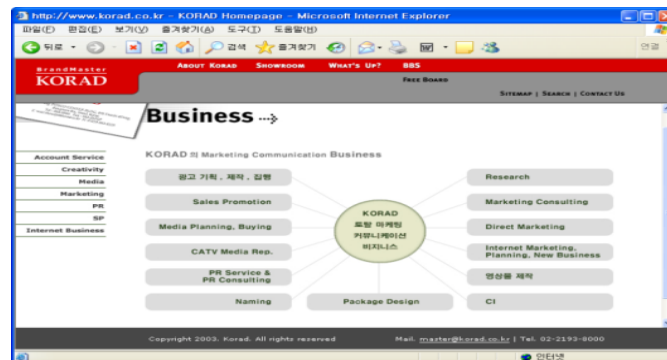 http://www.korad.co.kr - KORAD Homepage - Microsoft Internet Explorer
파일(F) 편집(E) 보기(V) 즐겨찾기(A) 도구(T) 도움말(H)
뒤로 검색 즐겨찾기 연결
BrandMaster
KORAD
About Korad Showroom What's Up? BBS
Free Board
Sitemap | Search | Contact Us
Business
Account Service
Creativity
Media
Marketing
PR
SP
Internet Business
KORAD 의 Marketing Communication Business
광고 기획, 제작, 집행
Sales Promotion
Media Planning, Buying
CATV Media Rep.
PR Service &
PR Consulting
Naming
KORAD
토탈 마케팅
커뮤니케이션
비지니스
Package Design
Research
Marketing Consulting
Direct Marketing
Internet Marketing,
Planning, New Business
영상물 제작
CI
Copyright 2003. Korad. All rights reserved
Mail. master@korad.co.kr | Tel. 02-2193-8000
인터넷